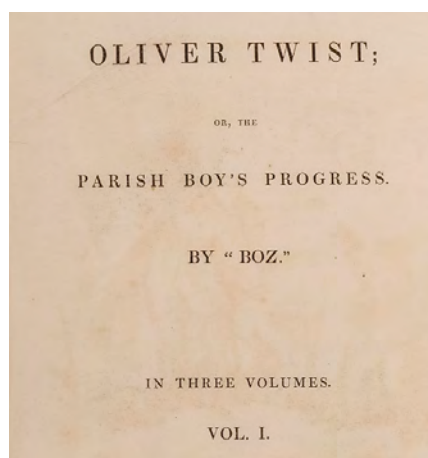 OLIVER TWIST;
OR, THE
PARISH BOY'S PROGRESS.
BY “ BOZ.”
IN THREE VOLUMES.
VOL. I.